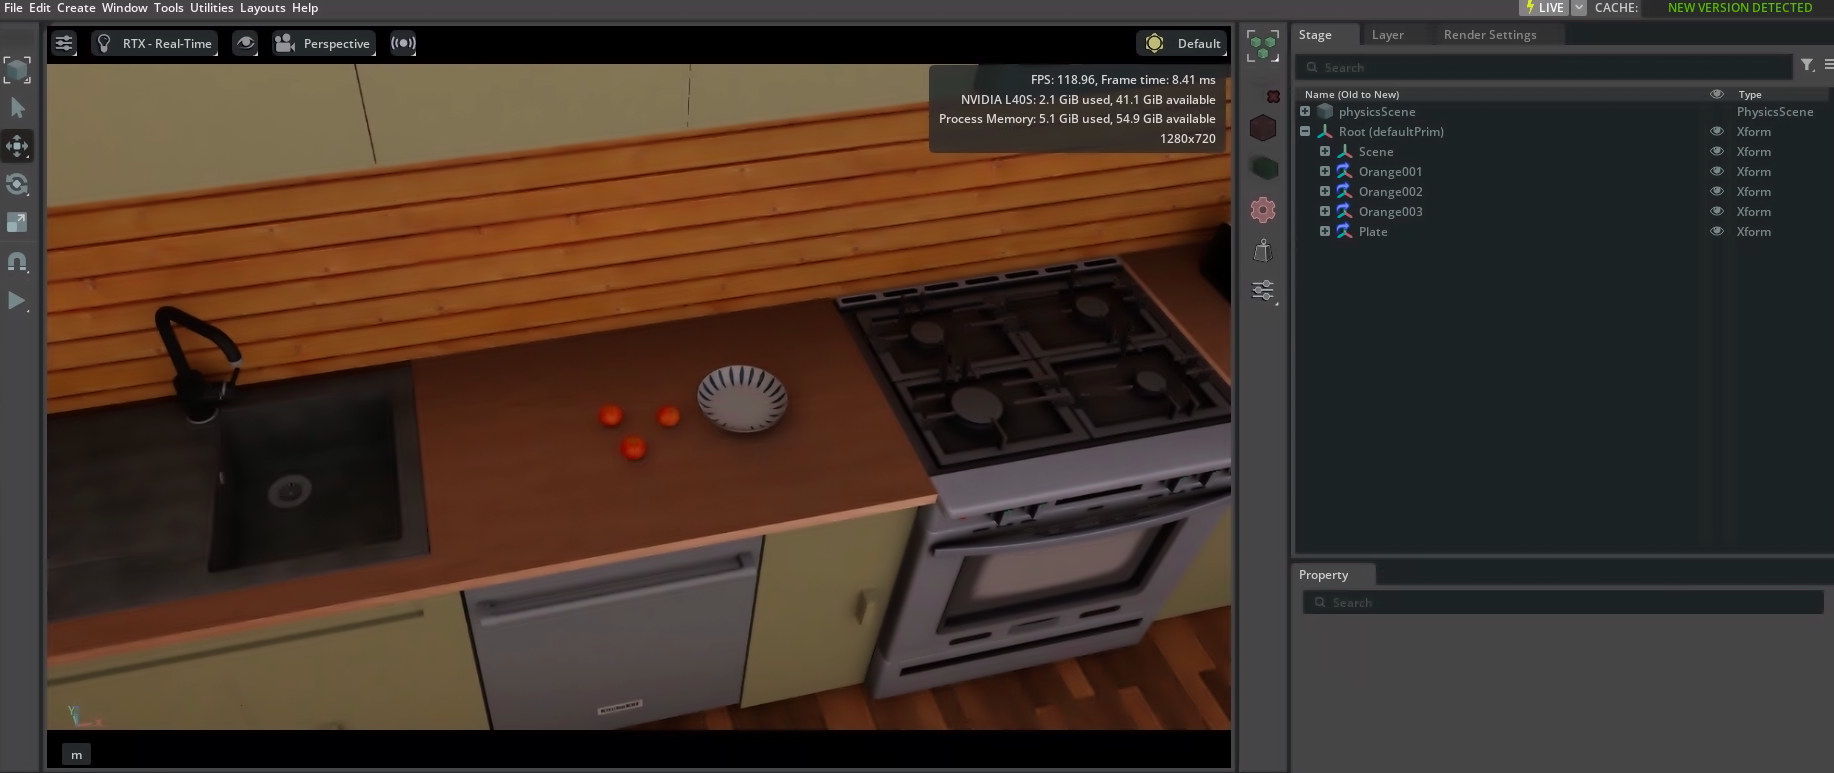 File Edit Create Window Tools Utilities Layouts Help
LIVE CACHE: NEW VERSION DETECTED
RTX - Real-Time
Perspective
Default
FPS: 118.96, Frame time: 8.41 ms
NVIDIA L40S: 2.1 GiB used, 41.1 GiB available
Process Memory: 5.1 GiB used, 54.9 GiB available
1280x720
Y
X
m
Stage Layer Render Settings
Search
Name (Old to New) Type
physicsScene PhysicsScene
Root (defaultPrim) Xform
Scene Xform
Orange001 Xform
Orange002 Xform
Orange003 Xform
Plate Xform
Property
Search